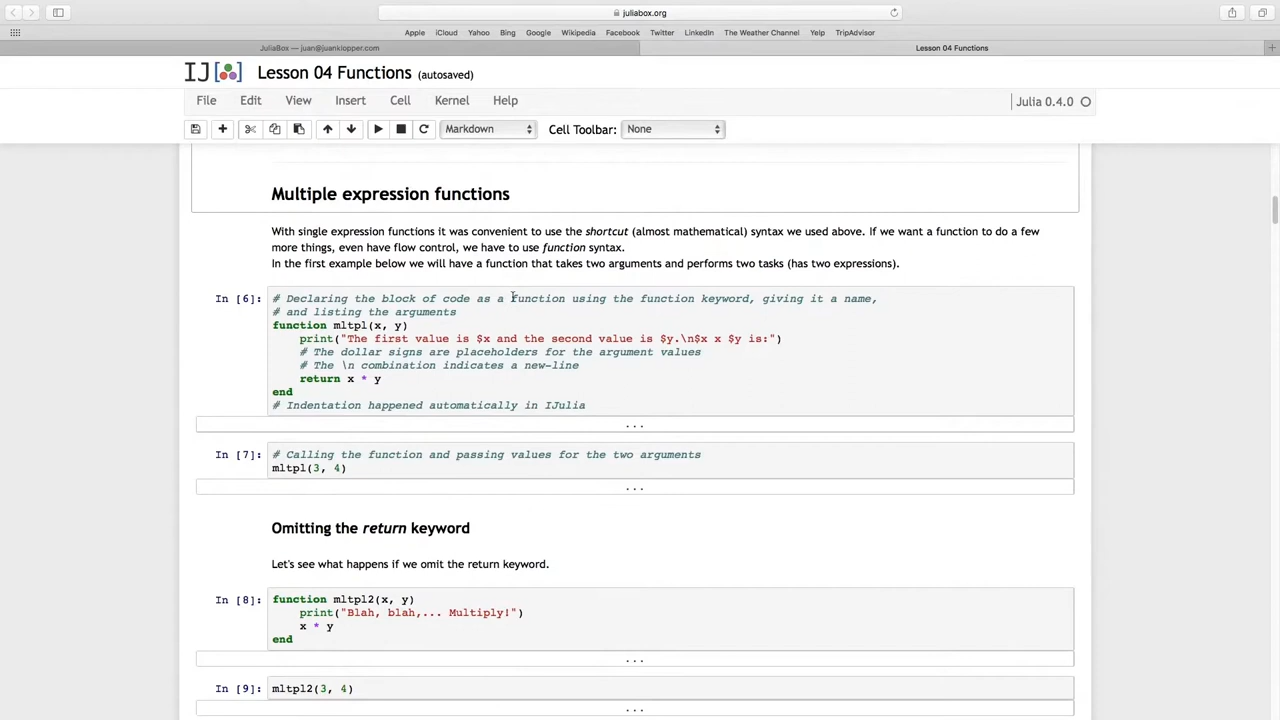 juliabox.org
Apple iCloud Yahoo Bing Google Wikipedia Facebook Twitter LinkedIn The Weather Channel Yelp TripAdvisor
JuliaBox — juan@juanklopper.com Lesson 04 Functions
IJ[ ] Lesson 04 Functions (autosaved)
File Edit View Insert Cell Kernel Help Julia 0.4.0
Markdown Cell Toolbar: None
Multiple expression functions
With single expression functions it was convenient to use the shortcut (almost mathematical) syntax we used above. If we want a function to do a few
more things, even have flow control, we have to use function syntax.
In the first example below we will have a function that takes two arguments and performs two tasks (has two expressions).
In [6]: # Declaring the block of code as a function using the function keyword, giving it a name,
# and listing the arguments
function mltpl(x, y)
print("The first value is $x and the second value is $y.\n$x x $y is:")
# The dollar signs are placeholders for the argument values
# The \n combination indicates a new-line
return x * y
end
# Indentation happened automatically in IJulia
...
In [7]: # Calling the function and passing values for the two arguments
mltpl(3, 4)
...
Omitting the return keyword
Let's see what happens if we omit the return keyword.
In [8]: function mltpl2(x, y)
print("Blah, blah,... Multiply!")
x * y
end
...
In [9]: mltpl2(3, 4)
...